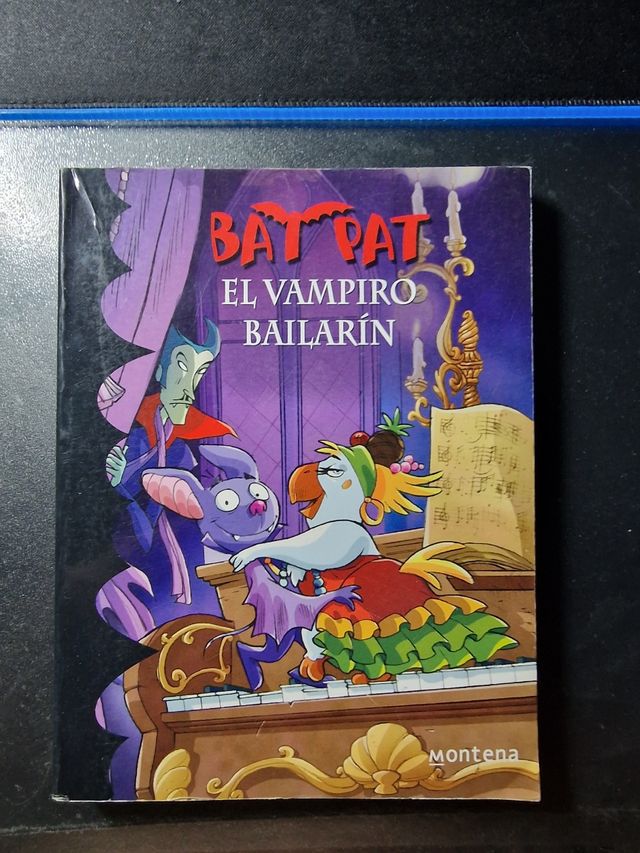 BAT PAT
EL VAMPIRO
BAILARÍN
Montena